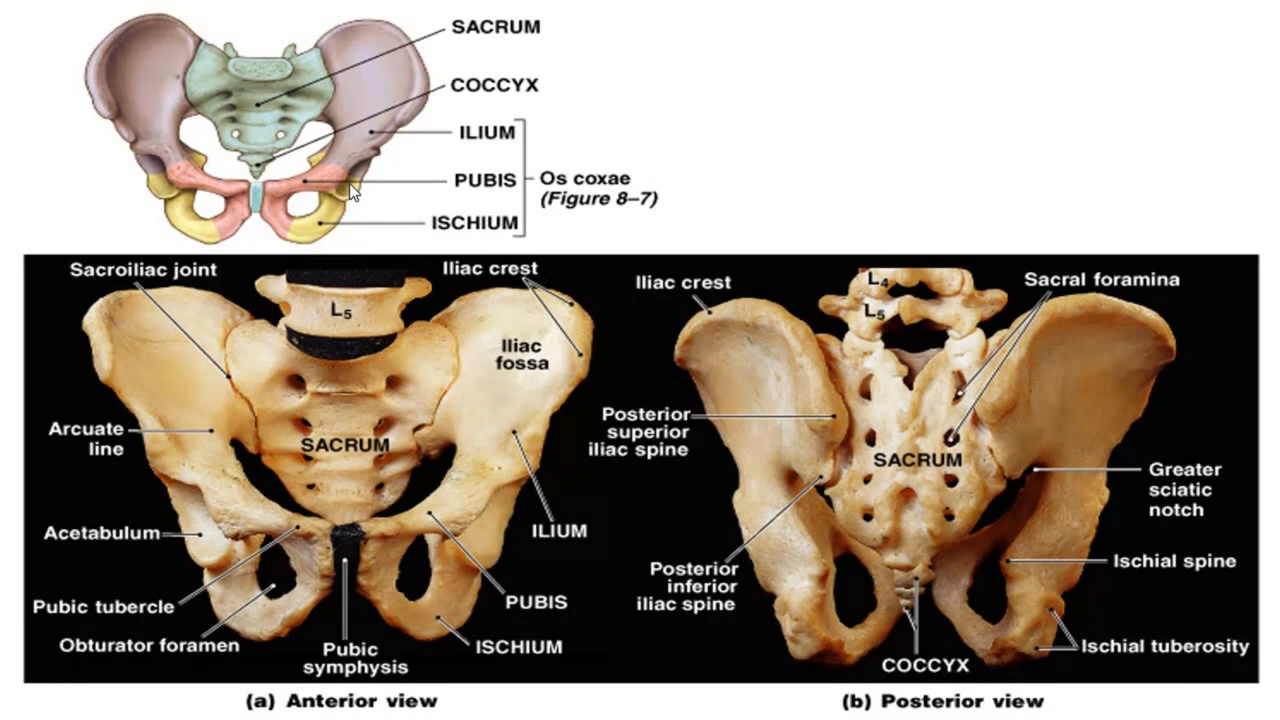 SACRUM
COCCYX
ILIUM
PUBIS
ISCHIUM
Os coxae
(Figure 8–7)
Sacroiliac joint
Iliac crest
L5
Iliac
fossa
Arcuate
line
SACRUM
Acetabulum
ILIUM
Pubic tubercle
PUBIS
Obturator foramen
Pubic
symphysis
ISCHIUM
(a) Anterior view
Iliac crest
L4
L5
Sacral foramina
Posterior
superior
iliac spine
SACRUM
Greater
sciatic
notch
Posterior
inferior
iliac spine
Ischial spine
Ischial tuberosity
COCCYX
(b) Posterior view